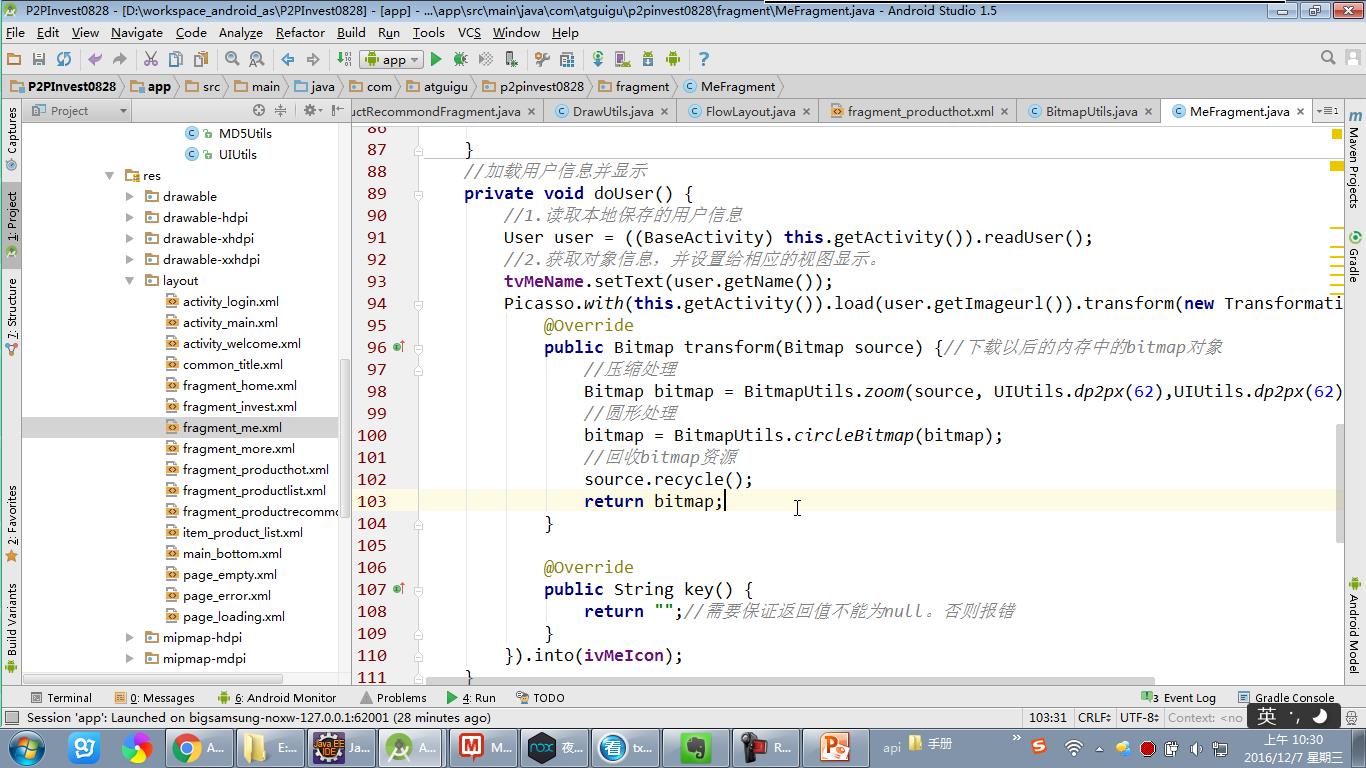 P2PInvest0828 - [D:\workspace_android_as\P2PInvest0828] - [app] - ...\app\src\main\java\com\atguigu\p2pinvest0828\fragment\MeFragment.java - Android Studio 1.5
File Edit View Navigate Code Analyze Refactor Build Run Tools VCS Window Help
app
P2PInvest0828 app src main java com atguigu p2pinvest0828 fragment MeFragment
Project
ctRecommondFragment.java DrawUtils.java FlowLayout.java fragment_producthot.xml BitmapUtils.java MeFragment.java
Captures
1: Project
7: Structure
2: Favorites
Build Variants
MD5Utils
UIUtils
res
drawable
drawable-hdpi
drawable-xhdpi
drawable-xxhdpi
layout
activity_login.xml
activity_main.xml
activity_welcome.xml
common_title.xml
fragment_home.xml
fragment_invest.xml
fragment_me.xml
fragment_more.xml
fragment_producthot.xml
fragment_productlist.xml
fragment_productrecommo
item_product_list.xml
main_bottom.xml
page_empty.xml
page_error.xml
page_loading.xml
mipmap-hdpi
mipmap-mdpi
86
87 }
88 //加载用户信息并显示
89 private void doUser() {
90 //1.读取本地保存的用户信息
91 User user = ((BaseActivity) this.getActivity()).readUser();
92 //2.获取对象信息，并设置给相应的视图显示。
93 tvMeName.setText(user.getName());
94 Picasso.with(this.getActivity()).load(user.getImageurl()).transform(new Transformati
95 @Override
96 public Bitmap transform(Bitmap source) {//下载以后的内存中的bitmap对象
97 //压缩处理
98 Bitmap bitmap = BitmapUtils.zoom(source, UIUtils.dp2px(62),UIUtils.dp2px(62)
99 //圆形处理
100 bitmap = BitmapUtils.circleBitmap(bitmap);
101 //回收bitmap资源
102 source.recycle();
103 return bitmap;
104 }
105
106 @Override
107 public String key() {
108 return "";//需要保证返回值不能为null。否则报错
109 }
110 }).into(ivMeIcon);
111 }
Maven Projects
Gradle
Android Model
Terminal 0: Messages 6: Android Monitor Problems 4: Run TODO 3 Event Log Gradle Console
Session 'app': Launched on bigsamsung-noxw-127.0.0.1:62001 (28 minutes ago) 103:31 CRLF UTF-8 Context: <no
英
A... E:... Ja... A... M... 夜... tx... R... api 手册
上午 10:30
2016/12/7 星期三